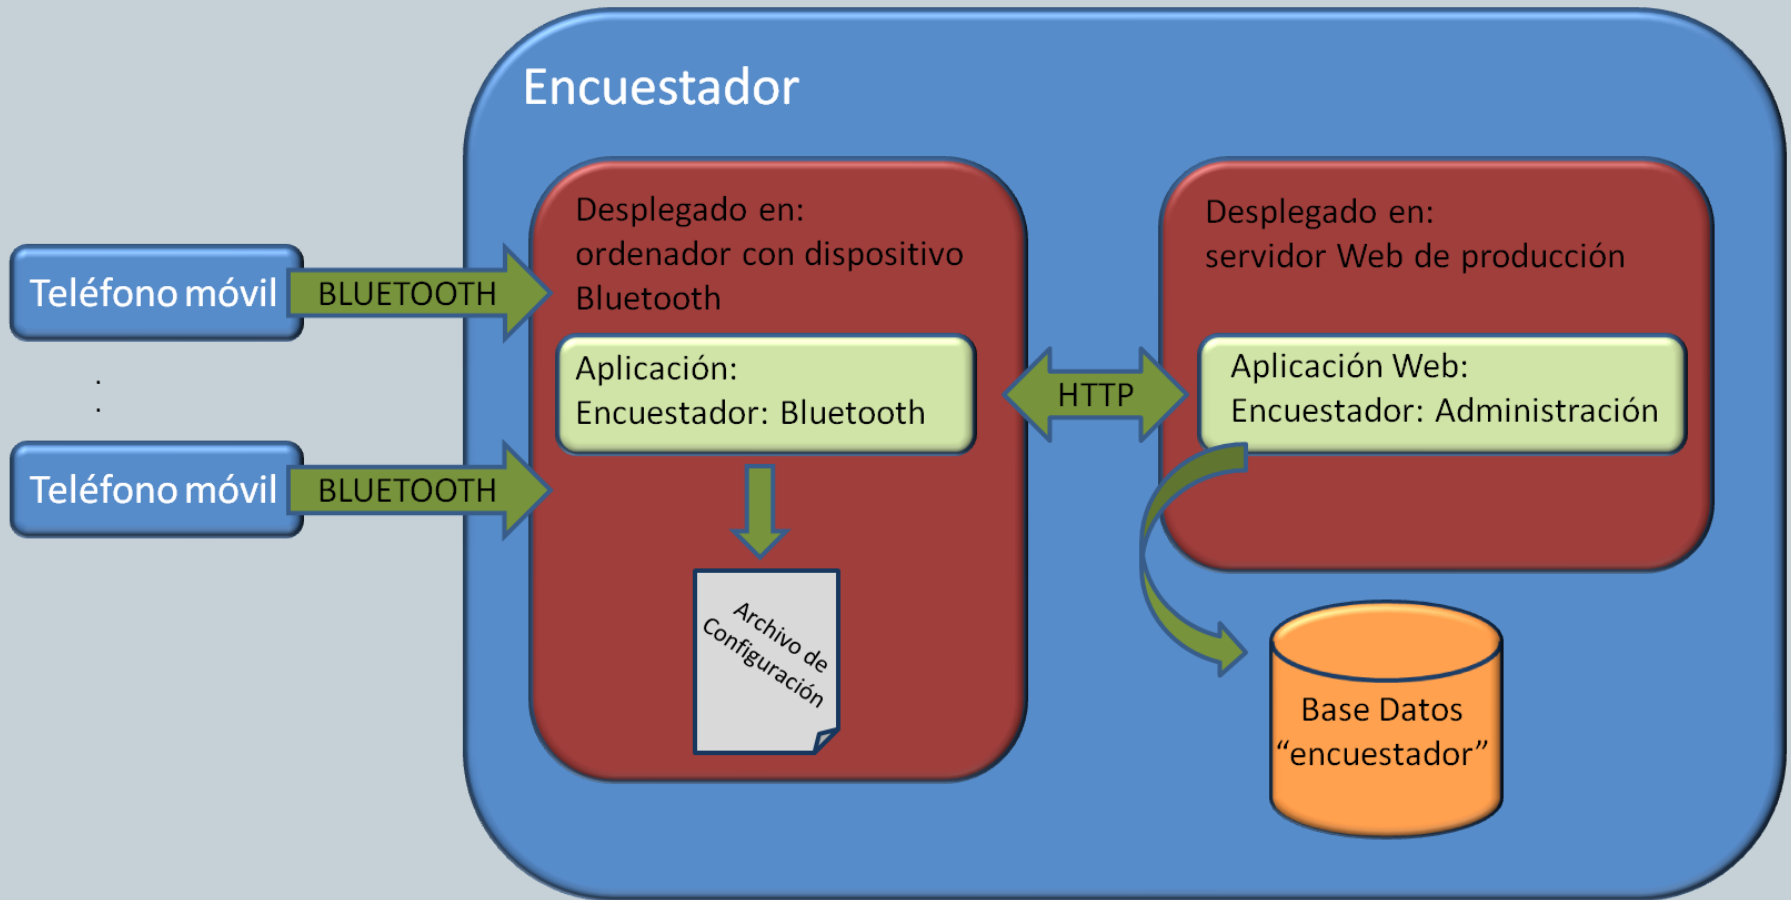 Encuestador
Desplegado en:
ordenador con dispositivo
Bluetooth
Desplegado en:
servidor Web de producción
Teléfono móvil
BLUETOOTH
Aplicación:
Encuestador: Bluetooth
HTTP
Aplicación Web:
Encuestador: Administración
.
.
Teléfono móvil
BLUETOOTH
Archivo de
Configuración
Base Datos
“encuestador”